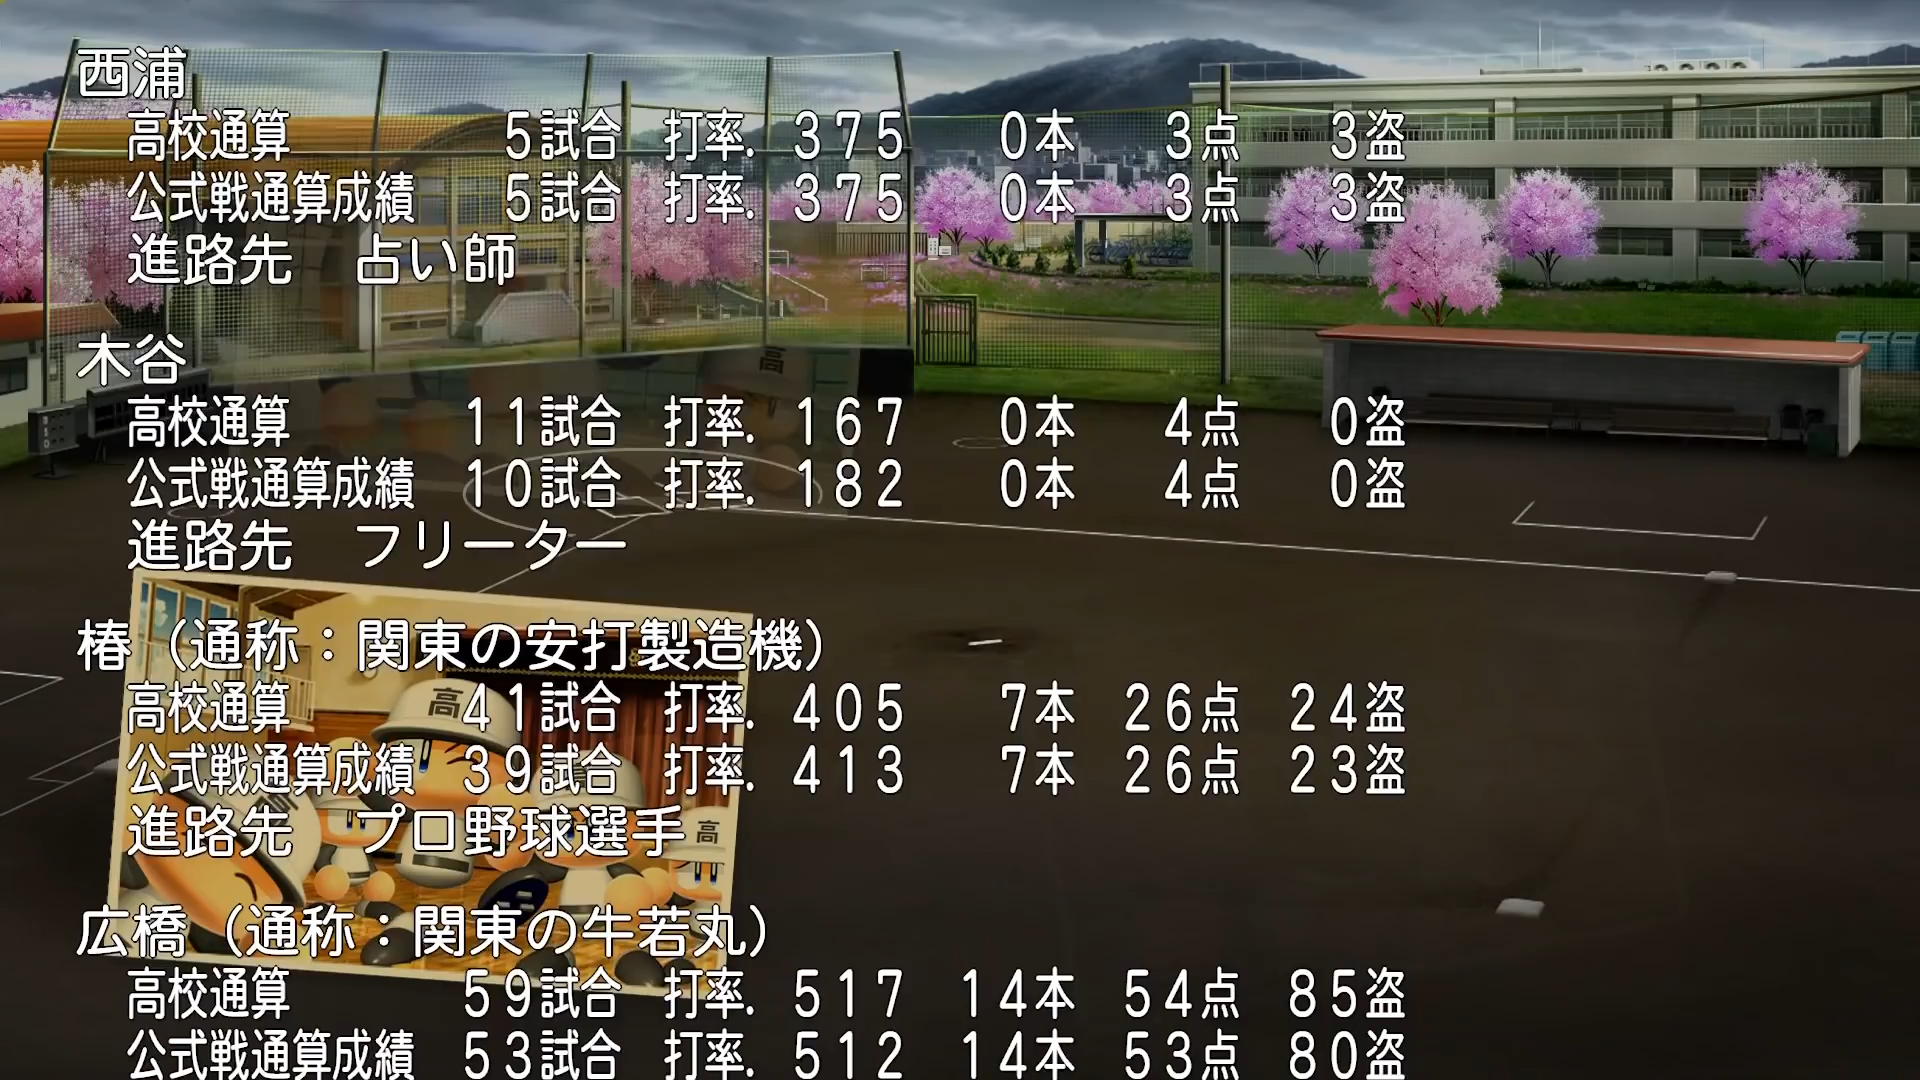 西浦
高校通算　5試合　打率.375　0本　3点　3盗
公式戦通算成績　5試合　打率.375　0本　3点　3盗
進路先　占い師
木谷
高校通算　11試合　打率.167　0本　4点　0盗
公式戦通算成績　10試合　打率.182　0本　4点　0盗
進路先　フリーター
椿（通称：関東の安打製造機）
高校通算　41試合　打率.405　7本　26点　24盗
公式戦通算成績　39試合　打率.413　7本　26点　23盗
進路先　プロ野球選手
広橋（通称：関東の牛若丸）
高校通算　59試合　打率.517　14本　54点　85盗
公式戦通算成績　53試合　打率.512　14本　53点　80盗
高
高
高
高